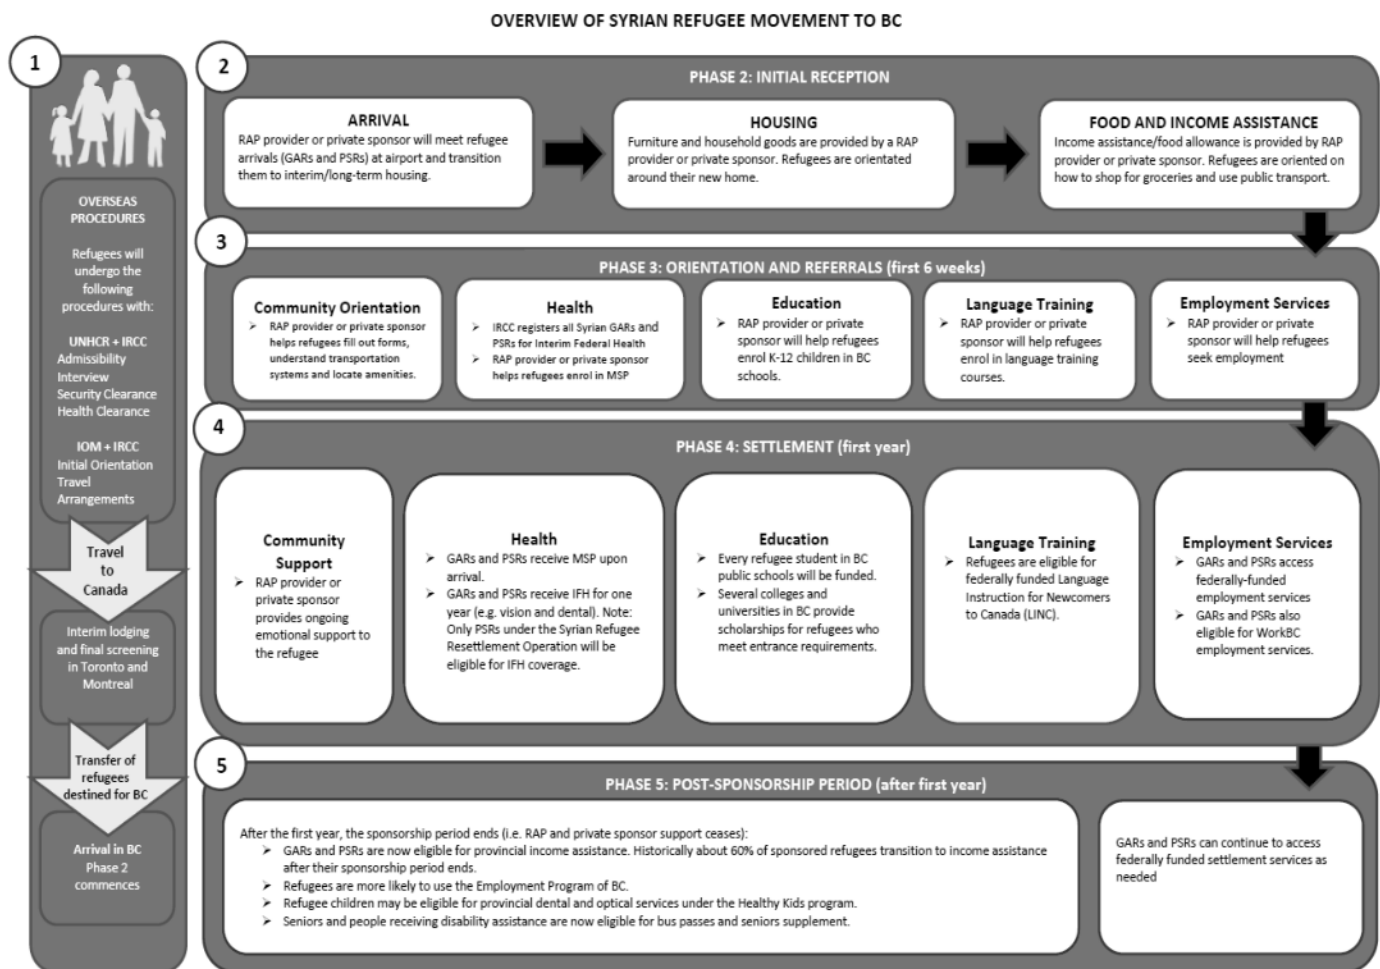 OVERVIEW OF SYRIAN REFUGEE MOVEMENT TO BC
1
OVERSEAS
PROCEDURES
Refugees will
undergo the
following
procedures with:
UNHCR + IRCC
Admissibility
Interview
Security Clearance
Health Clearance
IOM + IRCC
Initial Orientation
Travel
Arrangements
Travel
to
Canada
Interim lodging
and final screening
in Toronto and
Montreal
Transfer of
refugees
destined for BC
Arrival in BC
Phase 2
commences
2
PHASE 2: INITIAL RECEPTION
ARRIVAL
RAP provider or private sponsor will meet refugee
arrivals (GARs and PSRs) at airport and transition
them to interim/long-term housing.
HOUSING
Furniture and household goods are provided by a RAP
provider or private sponsor. Refugees are orientated
around their new home.
FOOD AND INCOME ASSISTANCE
Income assistance/food allowance is provided by RAP
provider or private sponsor. Refugees are oriented on
how to shop for groceries and use public transport.
3
PHASE 3: ORIENTATION AND REFERRALS (first 6 weeks)
Community Orientation
➢ RAP provider or private sponsor
helps refugees fill out forms,
understand transportation
systems and locate amenities.
Health
➢ IRCC registers all Syrian GARs and
PSRs for Interim Federal Health
➢ RAP provider or private sponsor
helps refugees enrol in MSP
Education
➢ RAP provider or private
sponsor will help refugees
enrol K-12 children in BC
schools.
Language Training
➢ RAP provider or private
sponsor will help refugees
enrol in language training
courses.
Employment Services
➢ RAP provider or private
sponsor will help refugees
seek employment
4
PHASE 4: SETTLEMENT (first year)
Community
Support
➢ RAP provider or
private sponsor
provides ongoing
emotional support to
the refugee
Health
➢ GARs and PSRs receive MSP upon
arrival.
➢ GARs and PSRs receive IFH for one
year (e.g. vision and dental). Note:
Only PSRs under the Syrian Refugee
Resettlement Operation will be
eligible for IFH coverage.
Education
➢ Every refugee student in BC
public schools will be funded.
➢ Several colleges and
universities in BC provide
scholarships for refugees who
meet entrance requirements.
Language Training
➢ Refugees are eligible for
federally funded Language
Instruction for Newcomers
to Canada (LINC).
Employment Services
➢ GARs and PSRs access
federally-funded
employment services
➢ GARs and PSRs also
eligible for WorkBC
employment services.
5
PHASE 5: POST-SPONSORSHIP PERIOD (after first year)
After the first year, the sponsorship period ends (i.e. RAP and private sponsor support ceases):
➢ GARs and PSRs are now eligible for provincial income assistance. Historically about 60% of sponsored refugees transition to income assistance
after their sponsorship period ends.
➢ Refugees are more likely to use the Employment Program of BC.
➢ Refugee children may be eligible for provincial dental and optical services under the Healthy Kids program.
➢ Seniors and people receiving disability assistance are now eligible for bus passes and seniors supplement.
GARs and PSRs can continue to access
federally funded settlement services as
needed